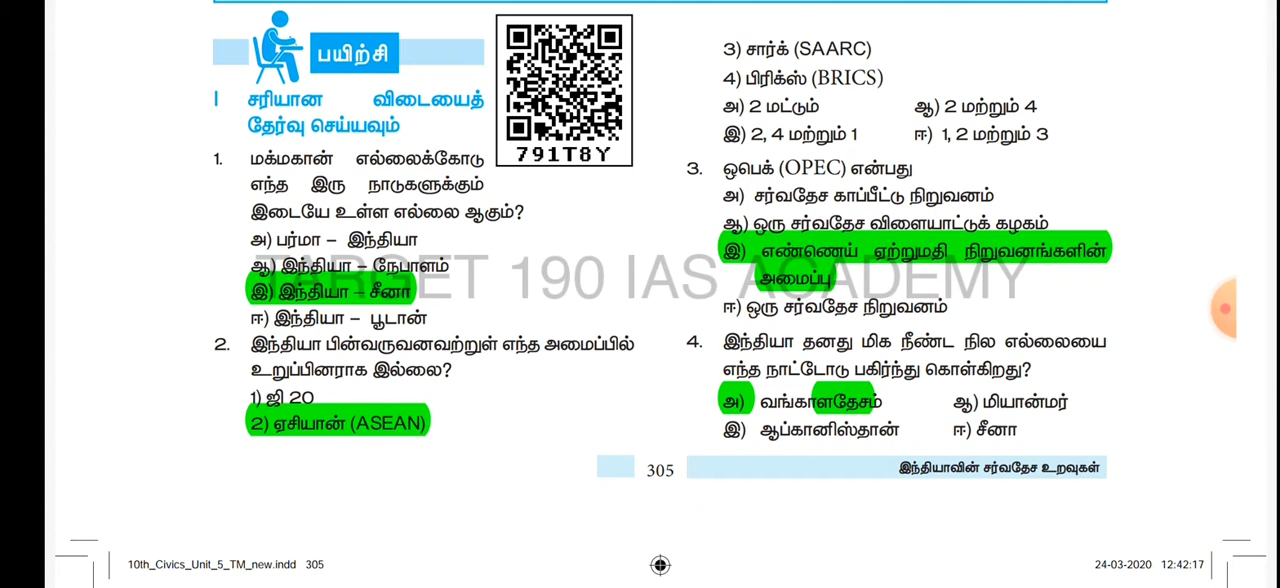 பயிற்சி
I சரியான விடையைத்
தேர்வு செய்யவும்
791T8Y
1. மக்மகான் எல்லைக்கோடு
எந்த இரு நாடுகளுக்கும்
இடையே உள்ள எல்லை ஆகும்?
அ) பர்மா – இந்தியா
ஆ) இந்தியா – நேபாளம்
இ) இந்தியா – சீனா
ஈ) இந்தியா – பூடான்
2. இந்தியா பின்வருவனவற்றுள் எந்த அமைப்பில்
உறுப்பினராக இல்லை?
1) ஜி 20
2) ஏசியான் (ASEAN)
3) சார்க் (SAARC)
4) பிரிக்ஸ் (BRICS)
அ) 2 மட்டும் ஆ) 2 மற்றும் 4
இ) 2, 4 மற்றும் 1 ஈ) 1, 2 மற்றும் 3
3. ஒபெக் (OPEC) என்பது
அ) சர்வதேச காப்பீட்டு நிறுவனம்
ஆ) ஒரு சர்வதேச விளையாட்டுக் கழகம்
இ) எண்ணெய் ஏற்றுமதி நிறுவனங்களின்
அமைப்பு
ஈ) ஒரு சர்வதேச நிறுவனம்
4. இந்தியா தனது மிக நீண்ட நில எல்லையை
எந்த நாட்டோடு பகிர்ந்து கொள்கிறது?
அ) வங்காளதேசம் ஆ) மியான்மர்
இ) ஆப்கானிஸ்தான் ஈ) சீனா
TARGET 190 IAS ACADEMY
305 இந்தியாவின் சர்வதேச உறவுகள்
10th_Civics_Unit_5_TM_new.indd 305 24-03-2020 12:42:17